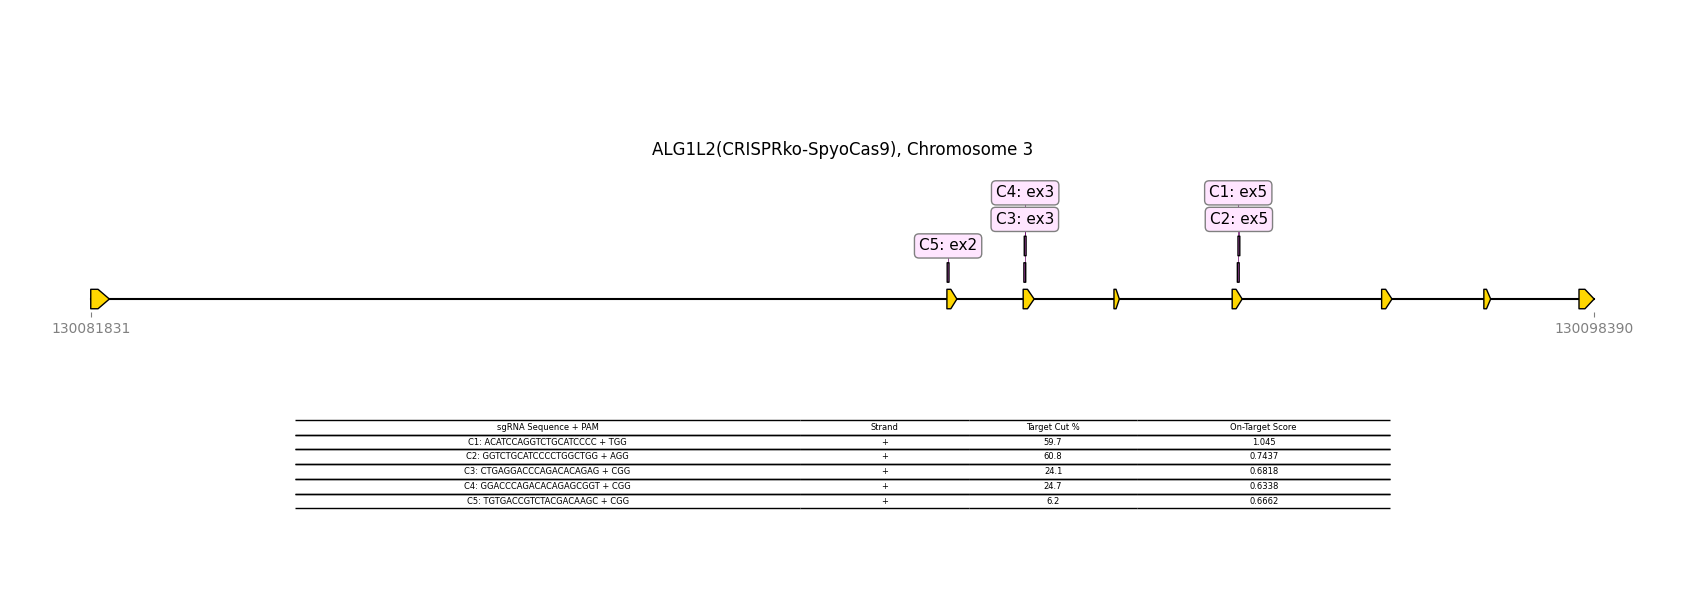 ALG1L2(CRISPRko-SpyoCas9), Chromosome 3
C4: ex3
C1: ex5
C3: ex3
C2: ex5
C5: ex2
130081831
130098390
sgRNA Sequence + PAM Strand Target Cut % On-Target Score
C1: ACATCCAGGTCTGCATCCCC + TGG + 59.7 1.045
C2: GGTCTGCATCCCCTGGCTGG + AGG + 60.8 0.7437
C3: CTGAGGACCCAGACACAGAG + CGG + 24.1 0.6818
C4: GGACCCAGACACAGAGCGGT + CGG + 24.7 0.6338
C5: TGTGACCGTCTACGACAAGC + CGG + 6.2 0.6662